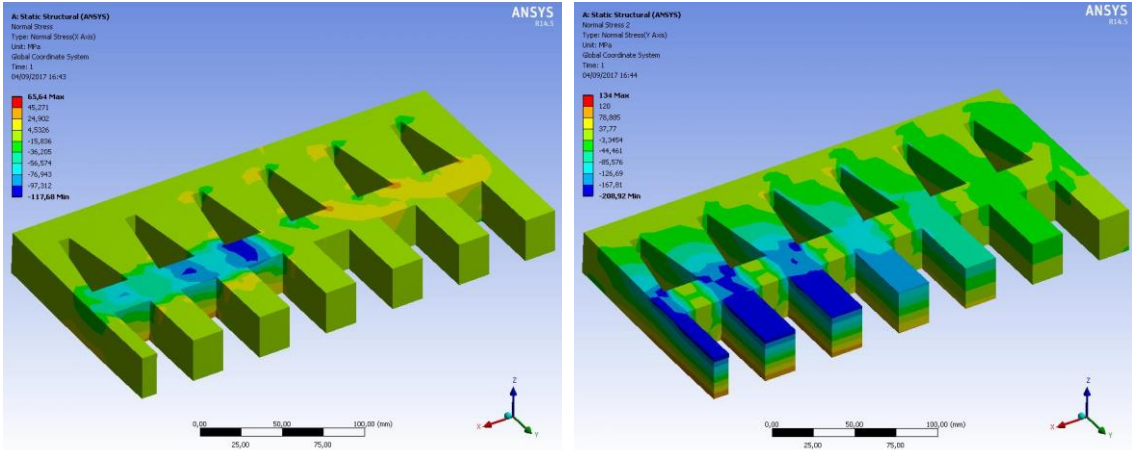 A: Static Structural (ANSYS)
Normal Stress
Type: Normal Stress(X Axis)
Unit: MPa
Global Coordinate System
Time: 1
04/09/2017 16:43
65,64 Max
45,271
24,902
4,5326
-15,836
-36,205
-56,574
-76,943
-97,312
-117,68 Min
ANSYS
R14.5
0,00 50,00 100,00 (mm)
25,00 75,00
X
Y
Z
A: Static Structural (ANSYS)
Normal Stress 2
Type: Normal Stress(Y Axis)
Unit: MPa
Global Coordinate System
Time: 1
04/09/2017 16:44
134 Max
120
78,885
37,77
-3,3454
-44,461
-85,576
-126,69
-167,81
-208,92 Min
ANSYS
R14.5
0,00 50,00 100,00 (mm)
25,00 75,00
X
Y
Z